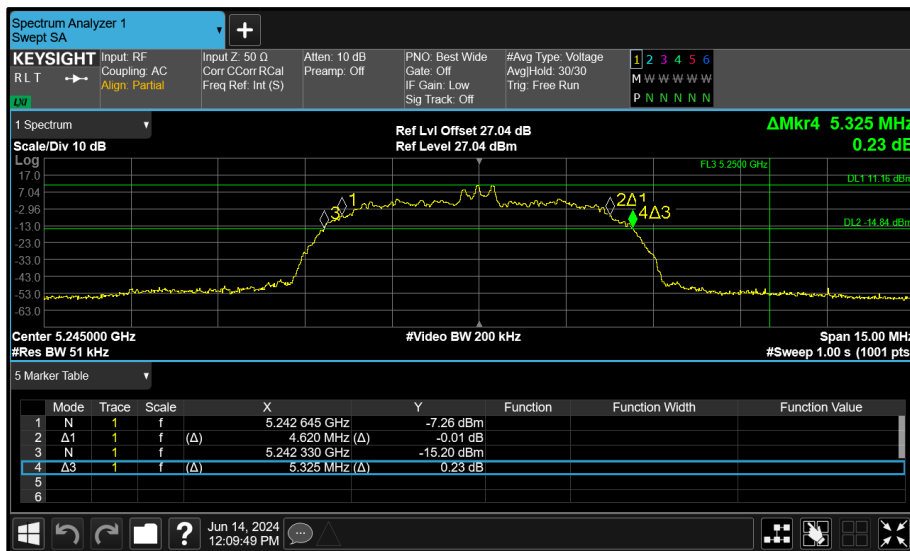 Spectrum Analyzer 1
Swept SA
KEYSIGHT
R L T
LXI
Input: RF
Coupling: AC
Align: Partial
Input Z: 50 Ω
Corr CCorr RCal
Freq Ref: Int (S)
Atten: 10 dB
Preamp: Off
PNO: Best Wide
Gate: Off
IF Gain: Low
Sig Track: Off
#Avg Type: Voltage
Avg|Hold: 30/30
Trig: Free Run
1 2 3 4 5 6
M W W W W W
P N N N N N
1 Spectrum
Scale/Div 10 dB
Ref Lvl Offset 27.04 dB
Ref Level 27.04 dBm
ΔMkr4 5.325 MHz
0.23 dB
Log
17.0
7.04
-2.96
-13.0
-23.0
-33.0
-43.0
-53.0
-63.0
FL3 5.2500 GHz
DL1 11.16 dBm
DL2 -14.84 dBm
1
3
2Δ1
4Δ3
Center 5.245000 GHz
#Video BW 200 kHz
Span 15.00 MHz
#Res BW 51 kHz
#Sweep 1.00 s (1001 pts
5 Marker Table
Mode Trace Scale X Y Function Function Width Function Value
1 N 1 f 5.242 645 GHz -7.26 dBm
2 Δ1 1 f (Δ) 4.620 MHz (Δ) -0.01 dB
3 N 1 f 5.242 330 GHz -15.20 dBm
4 Δ3 1 f (Δ) 5.325 MHz (Δ) 0.23 dB
5
6
?
Jun 14, 2024
12:09:49 PM